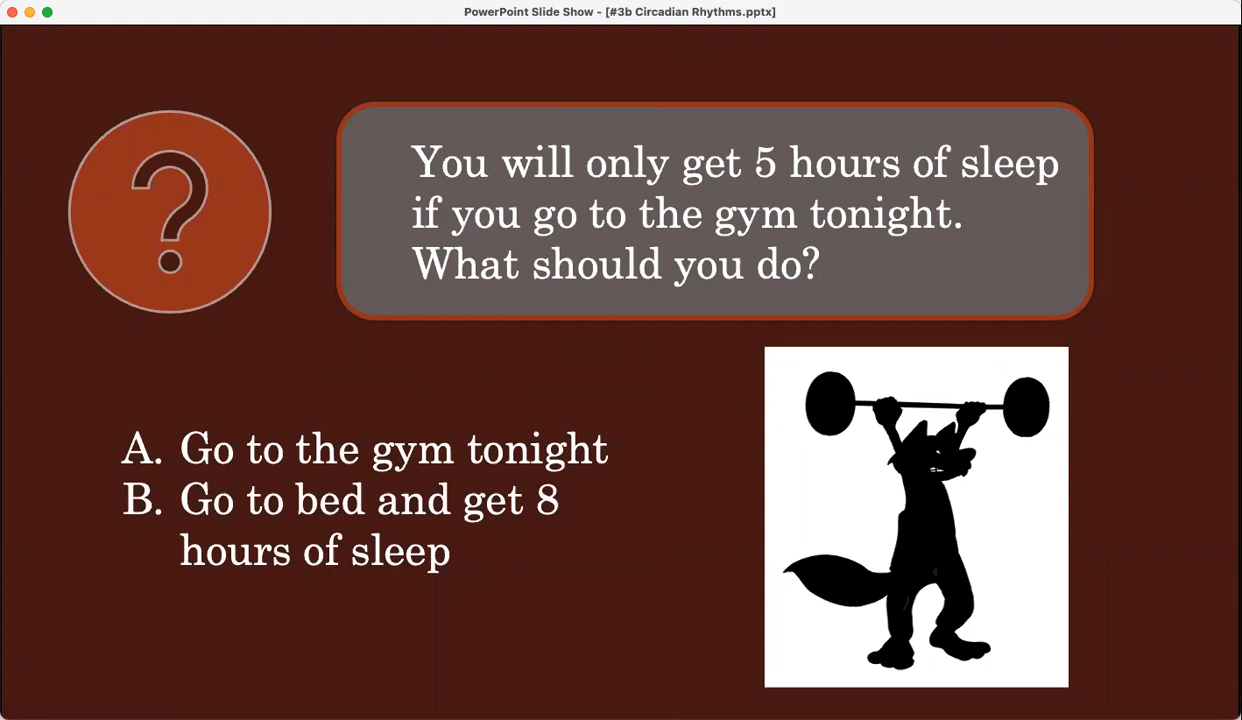 PowerPoint Slide Show - [#3b Circadian Rhythms.pptx]
?
You will only get 5 hours of sleep
if you go to the gym tonight.
What should you do?
A. Go to the gym tonight
B. Go to bed and get 8
hours of sleep